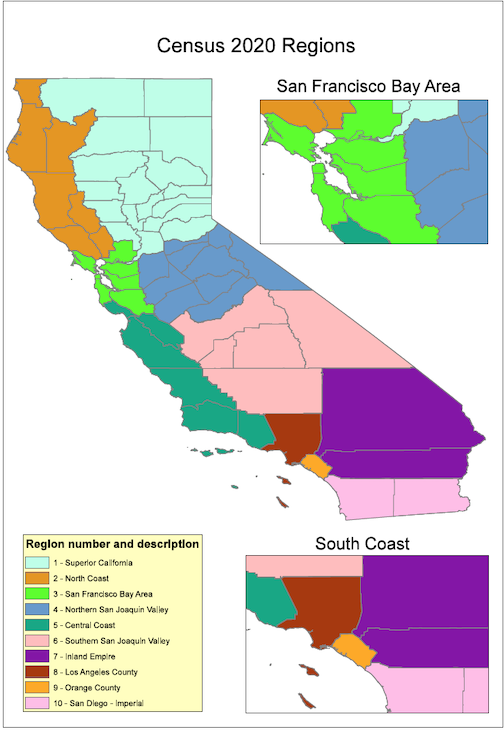 Census 2020 Regions
San Francisco Bay Area
Region number and description
1 - Superior California
2 - North Coast
3 - San Francisco Bay Area
4 - Northern San Joaquin Valley
5 - Central Coast
6 - Southern San Joaquin Valley
7 - Inland Empire
8 - Los Angeles County
9 - Orange County
10 - San Diego - Imperial
South Coast